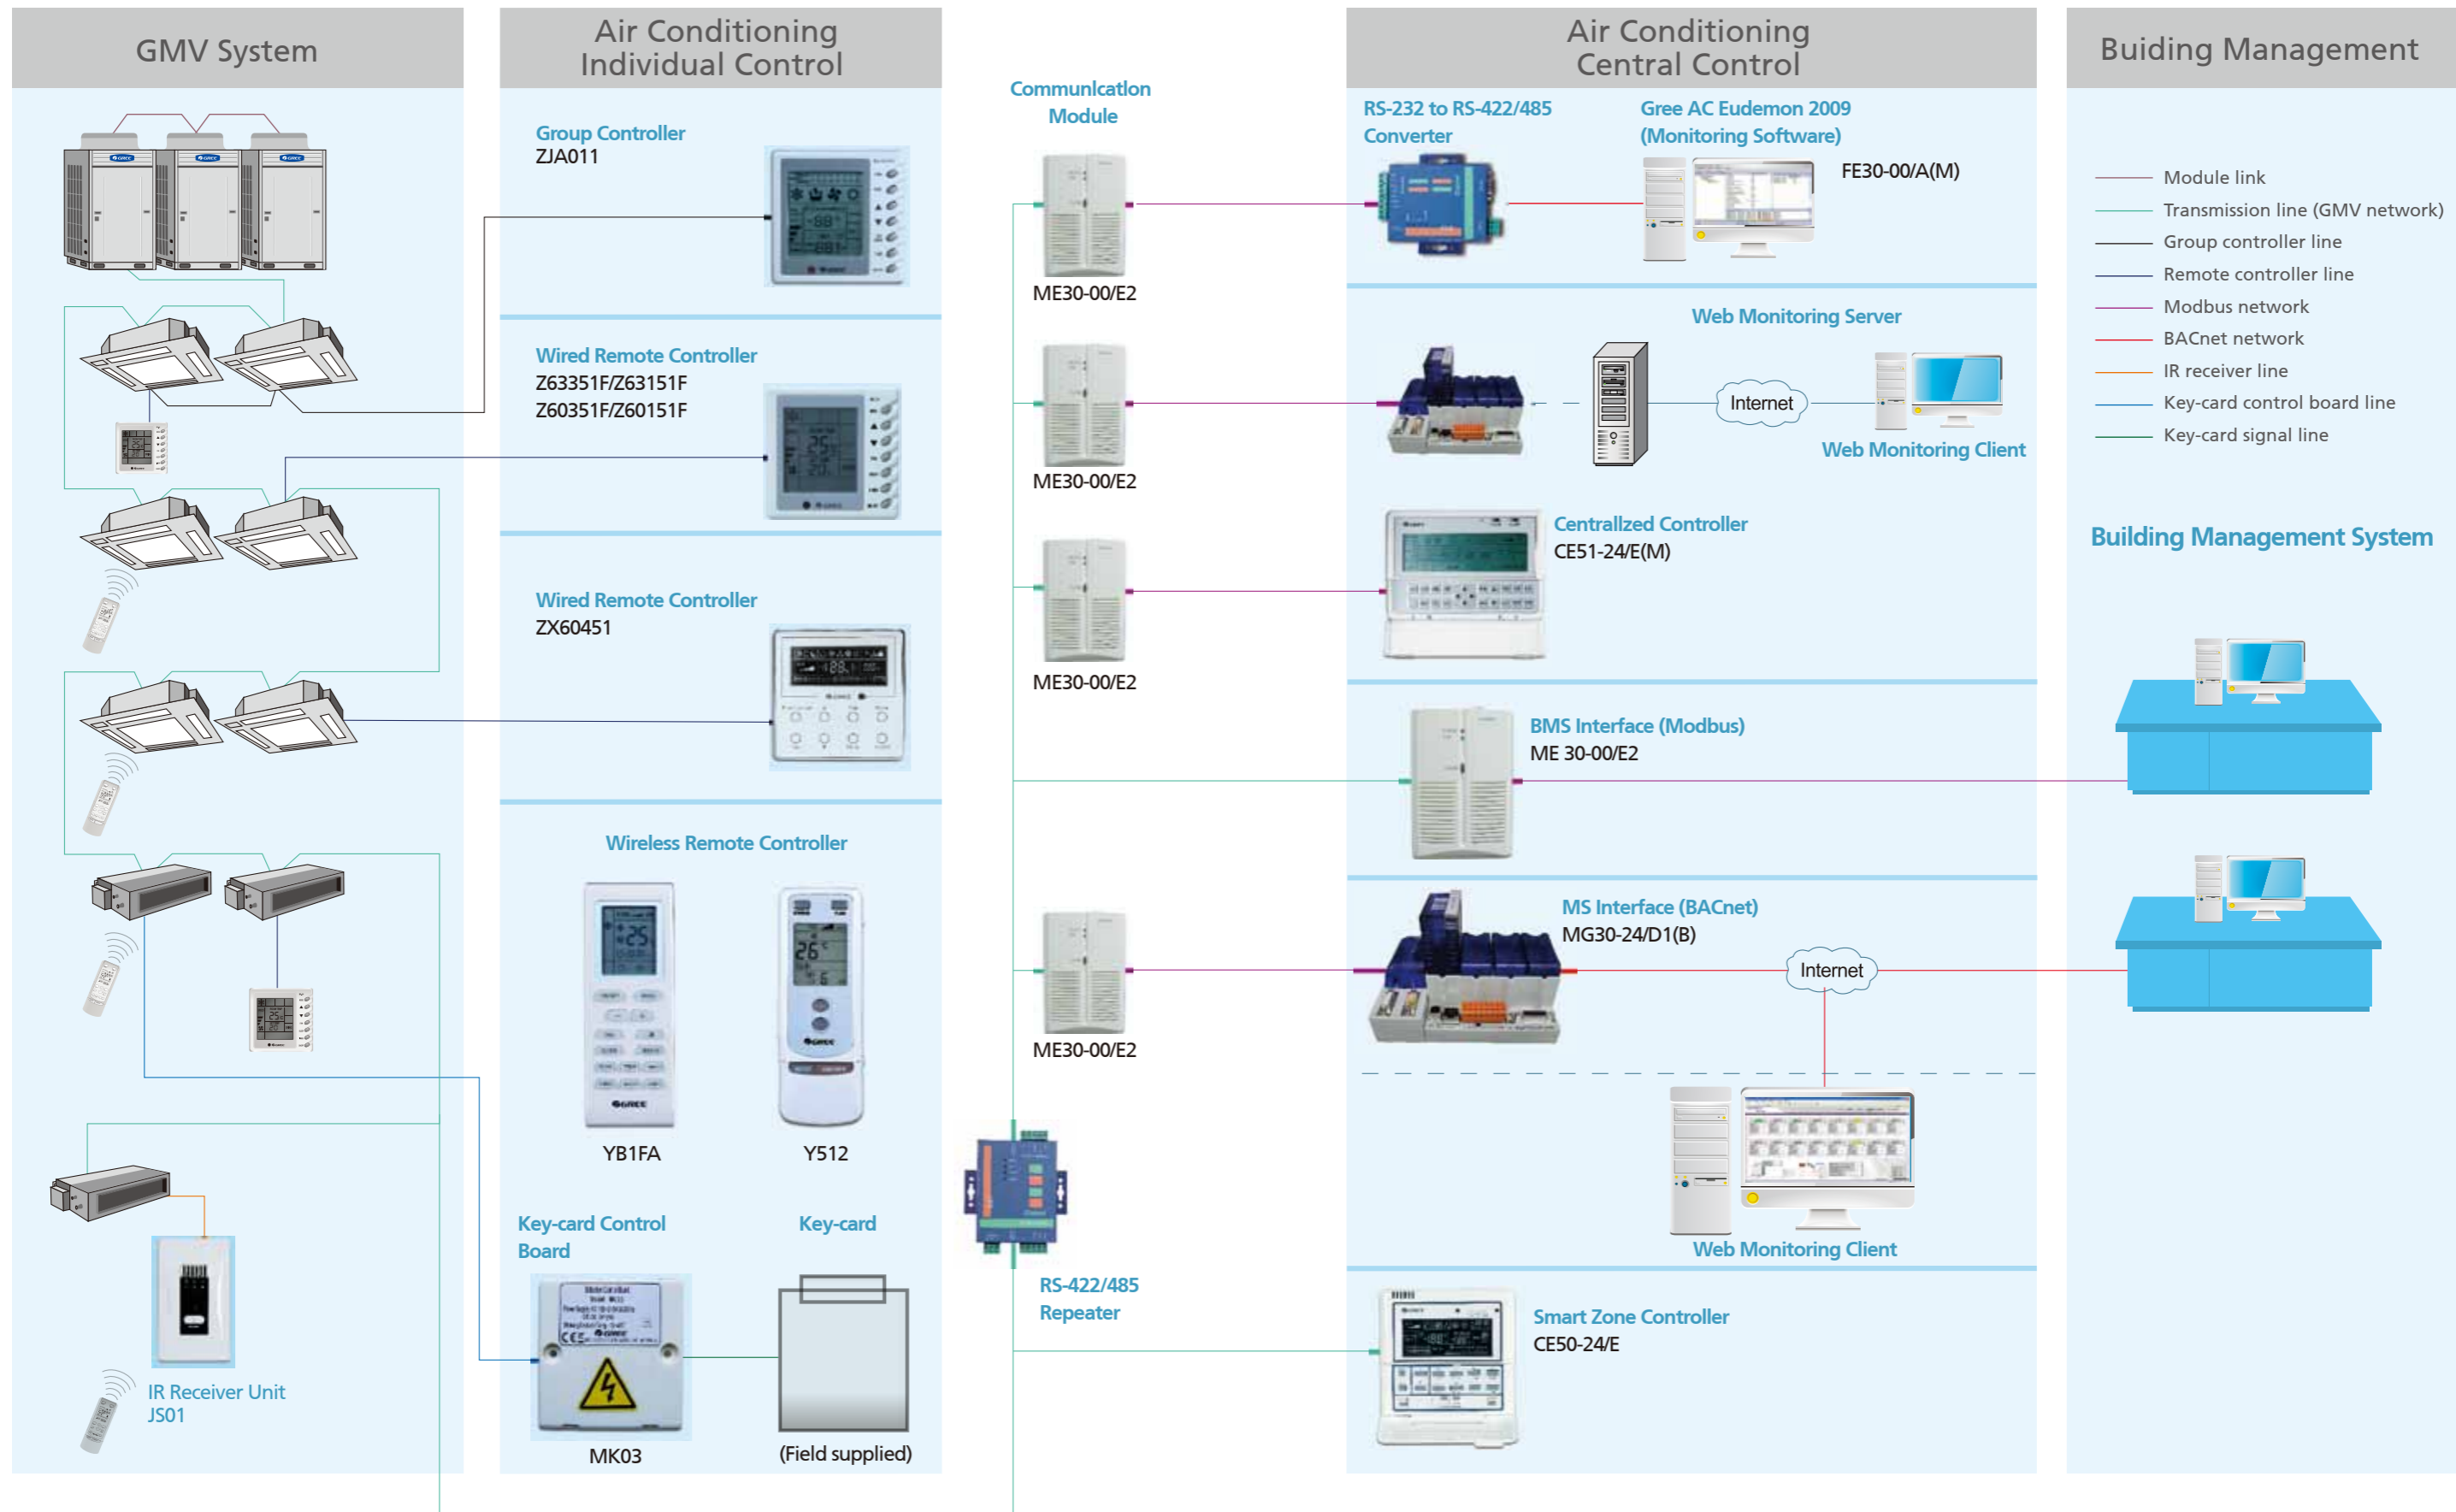 GMV System
Air Conditioning
Individual Control
Air Conditioning
Central Control
Buiding Management
GREE
GREE
GREE
Group Controller
ZJA011
Wired Remote Controller
Z63351F/Z63151F
Z60351F/Z60151F
Wired Remote Controller
ZX60451
Wireless Remote Controller
GREE
YB1FA
GREE
Y512
Key-card Control
Board
GREE
MK03
Key-card
(Field supplied)
IR Receiver Unit
JS01
Communlcatlon
Module
ME30-00/E2
ME30-00/E2
ME30-00/E2
ME30-00/E2
RS-422/485
Repeater
RS-232 to RS-422/485
Converter
Gree AC Eudemon 2009
(Monitoring Software)
FE30-00/A(M)
Web Monitoring Server
Internet
Web Monitoring Client
Centrallzed Controller
CE51-24/E(M)
BMS Interface (Modbus)
ME 30-00/E2
MS Interface (BACnet)
MG30-24/D1(B)
Internet
Web Monitoring Client
Smart Zone Controller
CE50-24/E
Module link
Transmission line (GMV network)
Group controller line
Remote controller line
Modbus network
BACnet network
IR receiver line
Key-card control board line
Key-card signal line
Building Management System